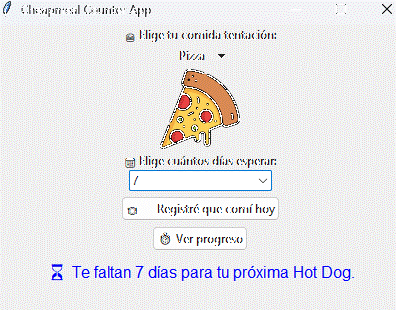 Cheapmeal Counter App
Elige tu comida tentación:
Pizza
Elige cuántos días esperar:
7
Registré que comí hoy
Ver progreso
Te faltan 7 días para tu próxima Hot Dog.